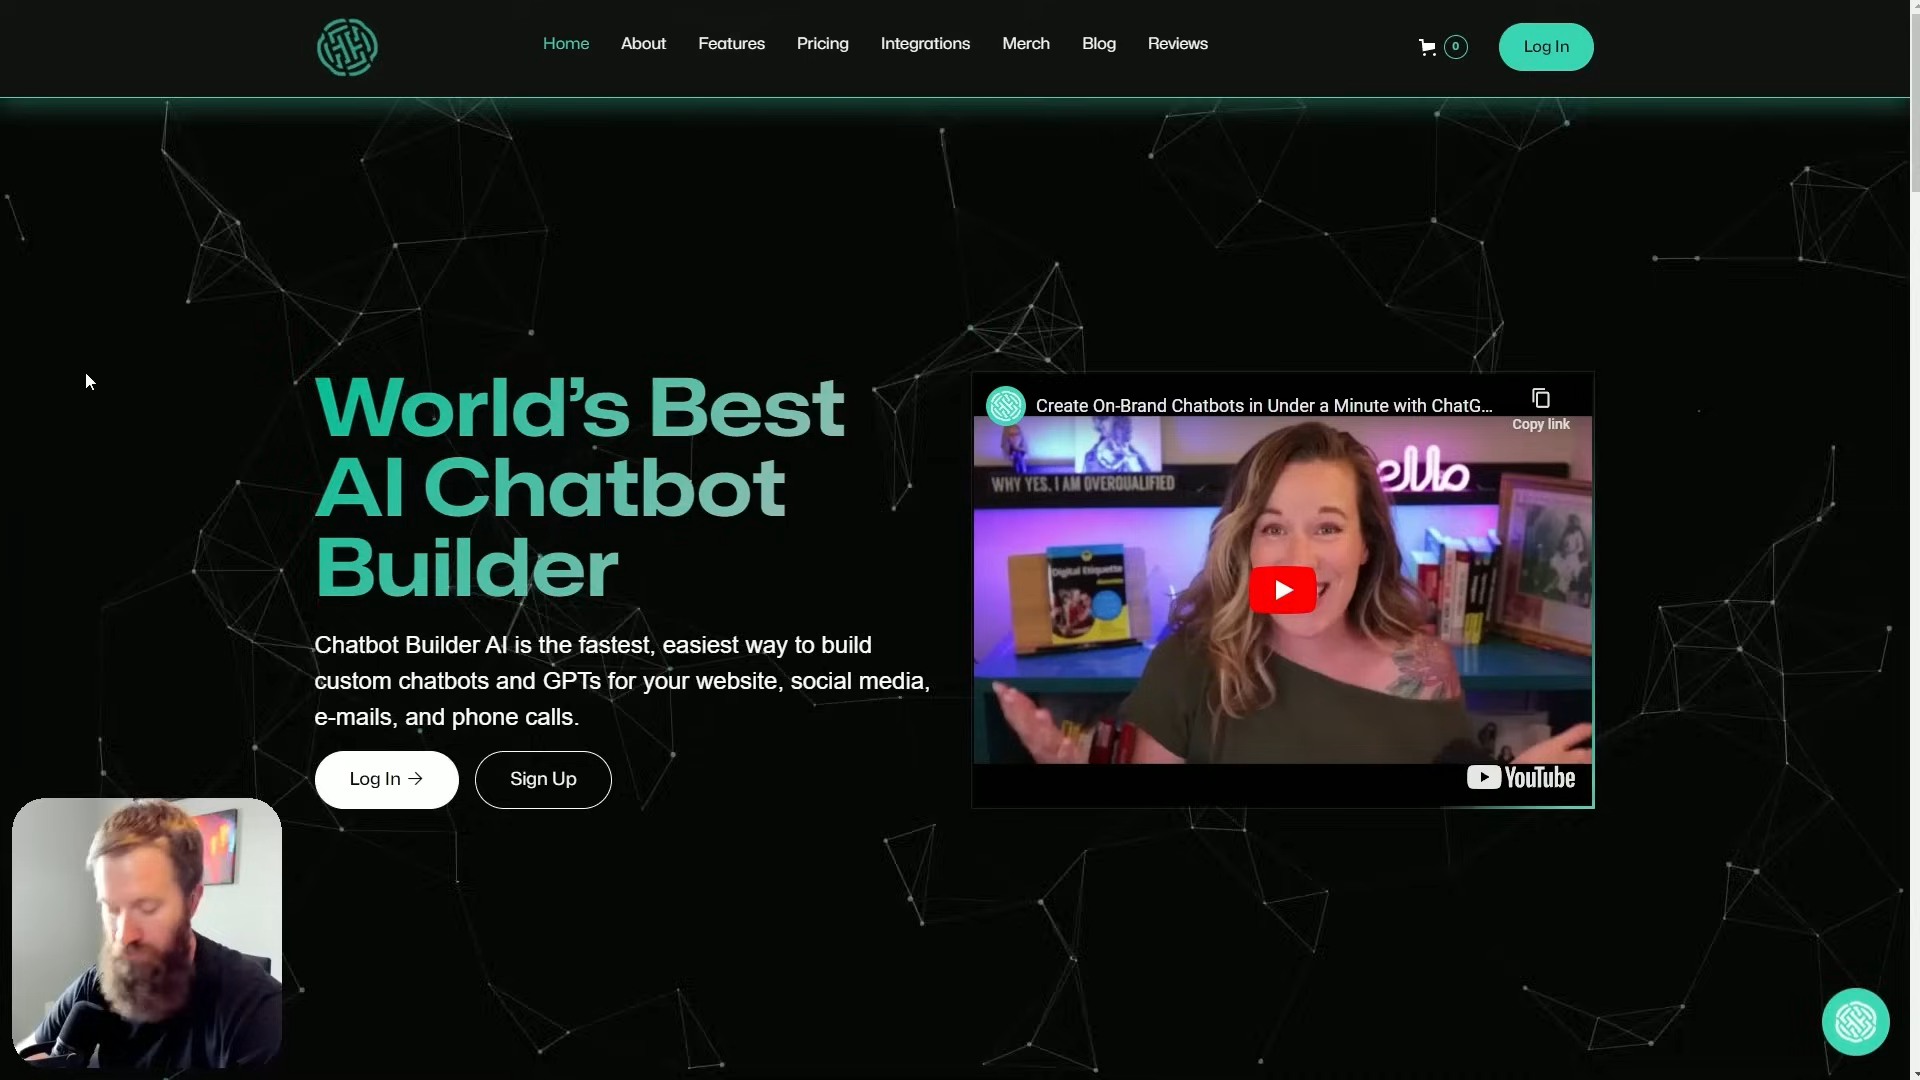 Home
About
Features
Pricing
Integrations
Merch
Blog
Reviews
0
Log In
World’s Best
AI Chatbot
Builder
Chatbot Builder AI is the fastest, easiest way to build
custom chatbots and GPTs for your website, social media,
e-mails, and phone calls.
Log In →
Sign Up
Create On-Brand Chatbots in Under a Minute with ChatG...
Copy link
WHY YES, I AM OVERQUALIFIED
ello
Digital Etiquette
YouTube